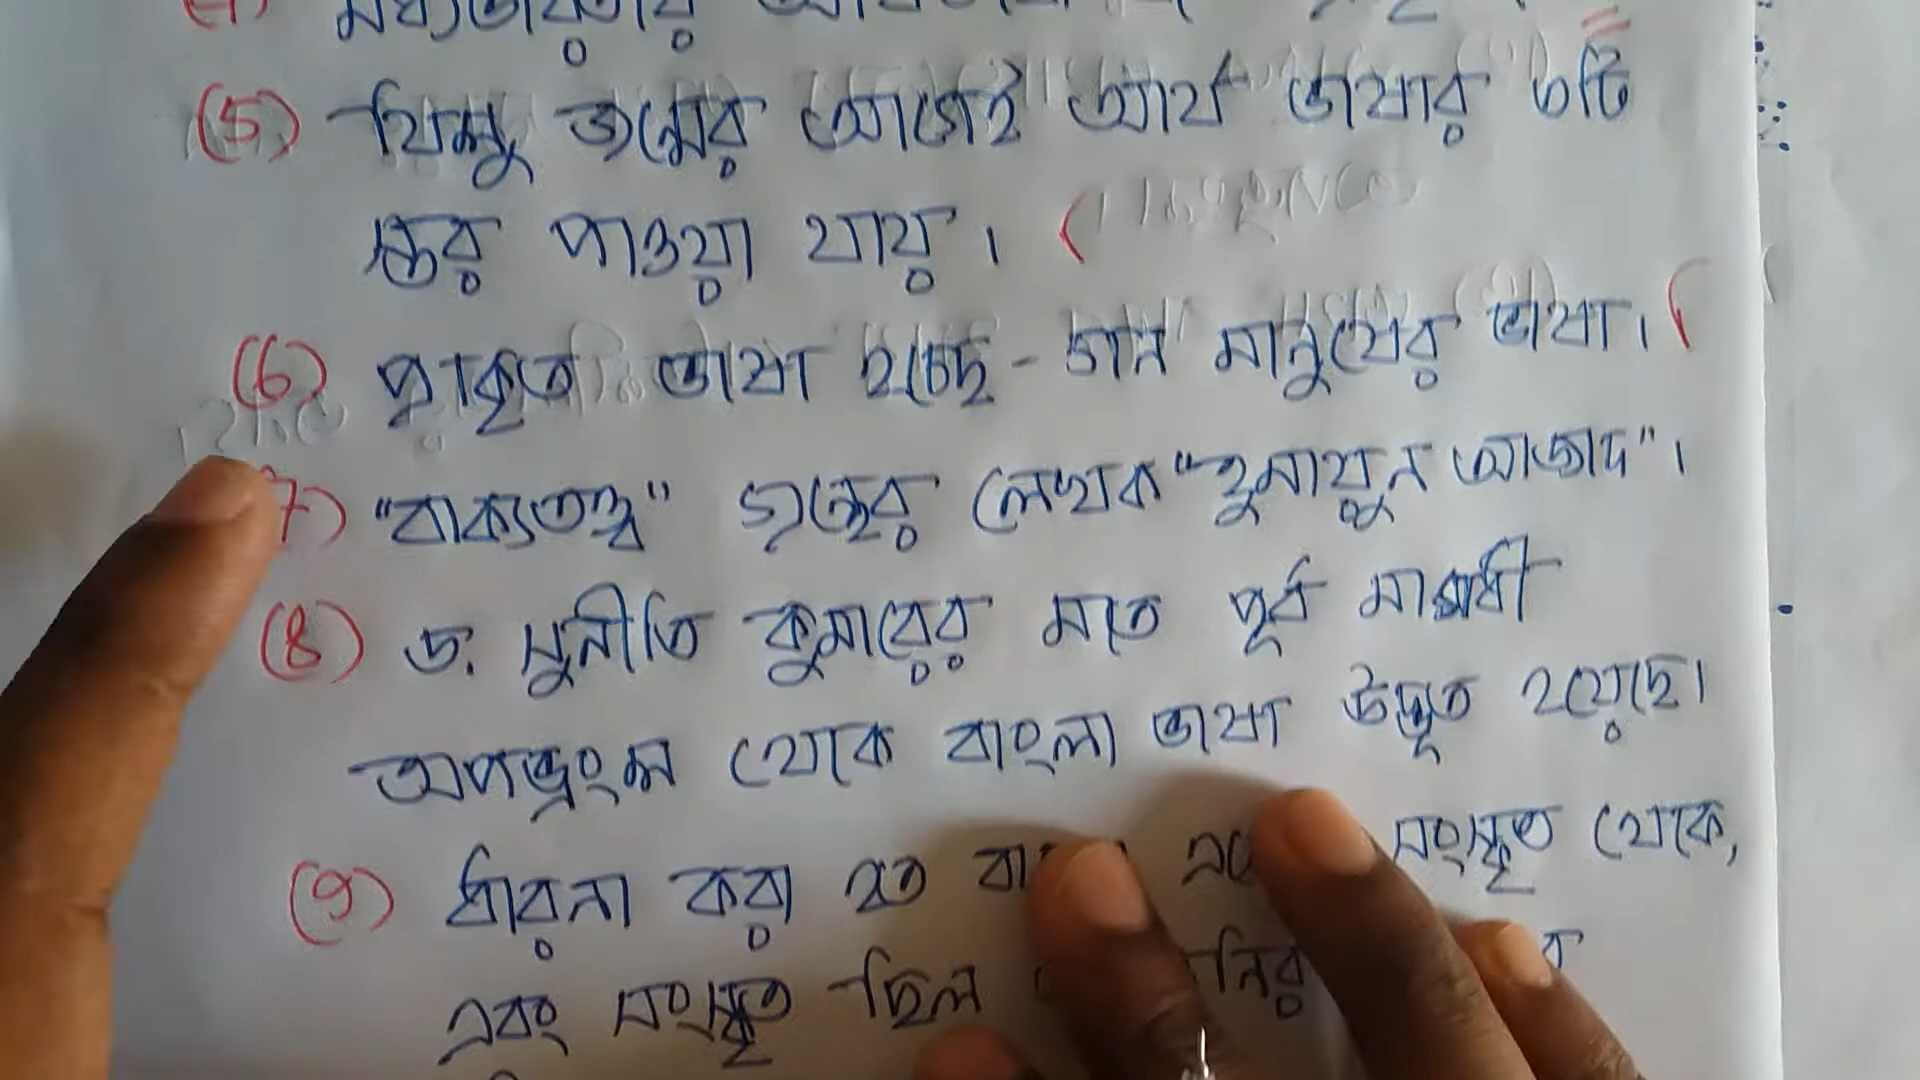 (5) যিশু জন্মের আগেই আর্য ভাষার ৩টি
স্তর পাওয়া যায়।
(6) প্রাকৃত ভাষা হচ্ছে - মানুষের ভাষা।
7) "বাক্যতত্ত্ব" গ্রন্থের লেখক "হুমায়ুন আজাদ"।
(8) ড. সুনীতি কুমারের মতে পূর্ব মাগধী
অপভ্রংশ থেকে বাংলা ভাষা উদ্ভূত হয়েছে।
(9) ধারনা করা হত সংস্কৃত থেকে,
এবং সংস্কৃত ছিল